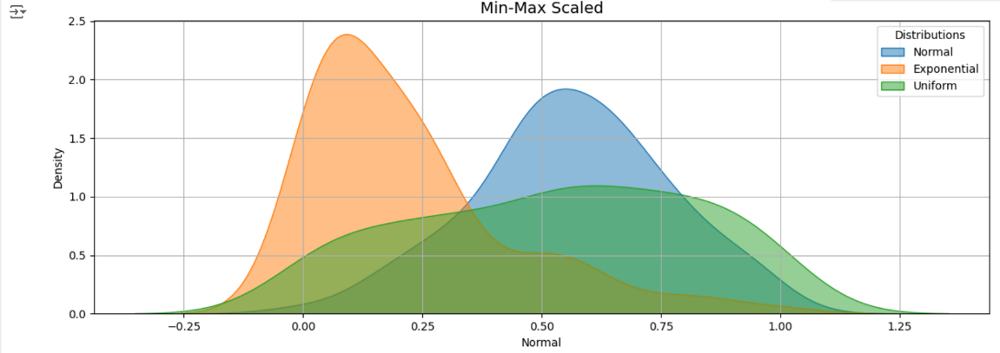 Min-Max Scaled
Distributions
Normal
Exponential
Uniform
Density
2.5
2.0
1.5
1.0
0.5
0.0
−0.25 0.00 0.25 0.50 0.75 1.00 1.25
Normal